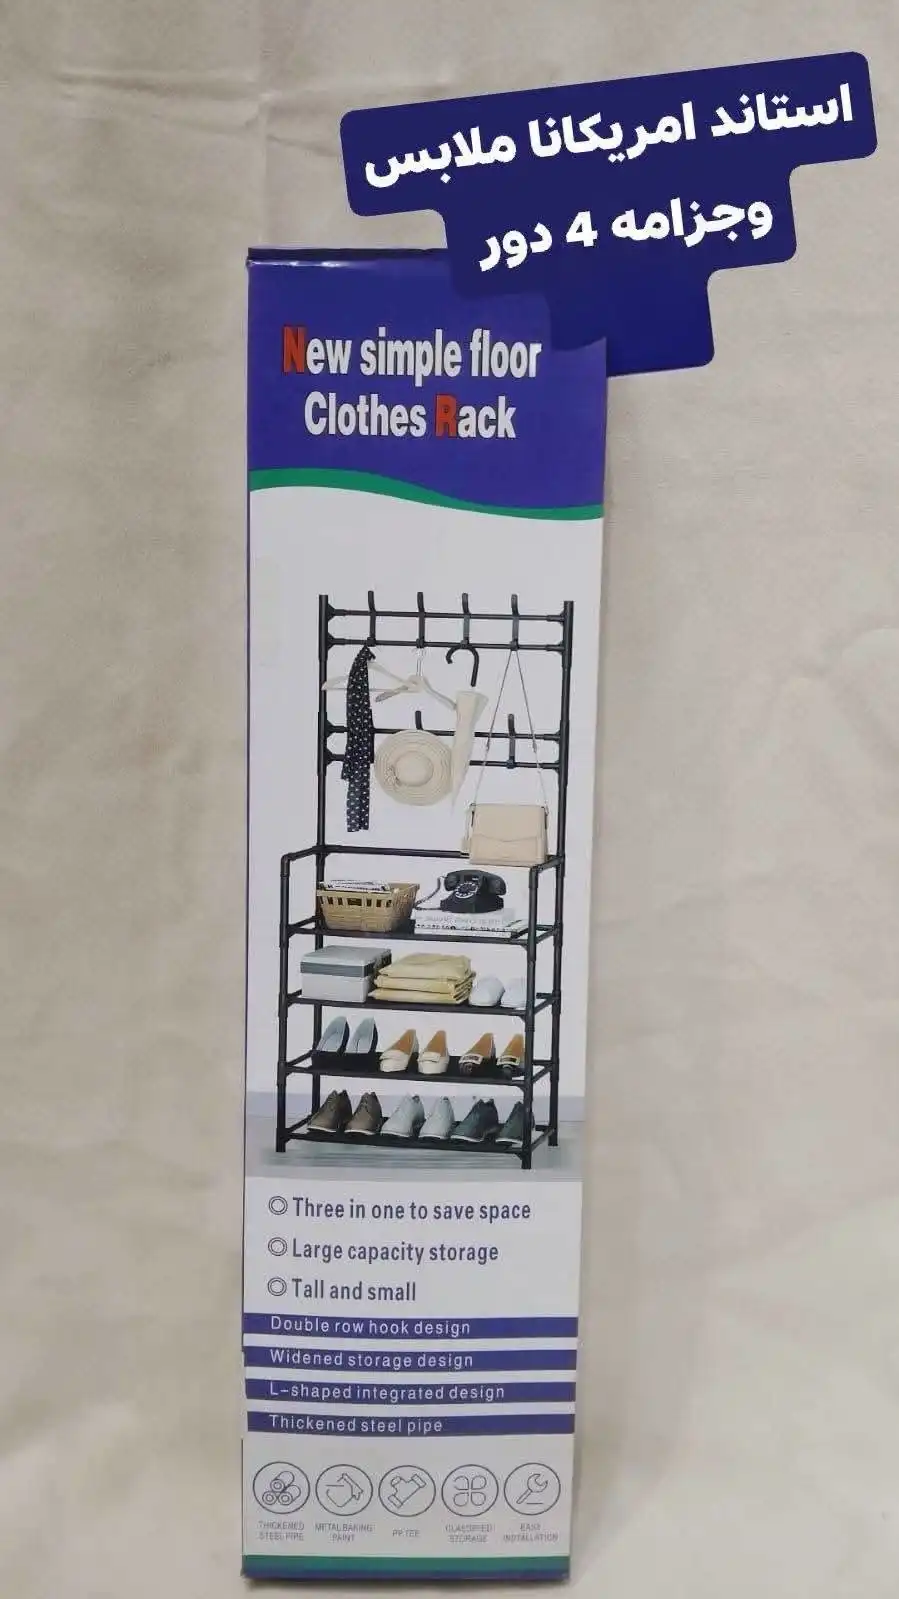 استاند امريكانا ملابس
وجزامه 4 دور
New simple floor
Clothes Rack
Three in one to save space
Large capacity storage
Tall and small
Double row hook design
Widened storage design
L-shaped integrated design
Thickened steel pipe
THICKENED STEEL PIPE
METAL BAKING PAINT
PP TEE
CLASSIFIED STORAGE
EASY INSTALLATION